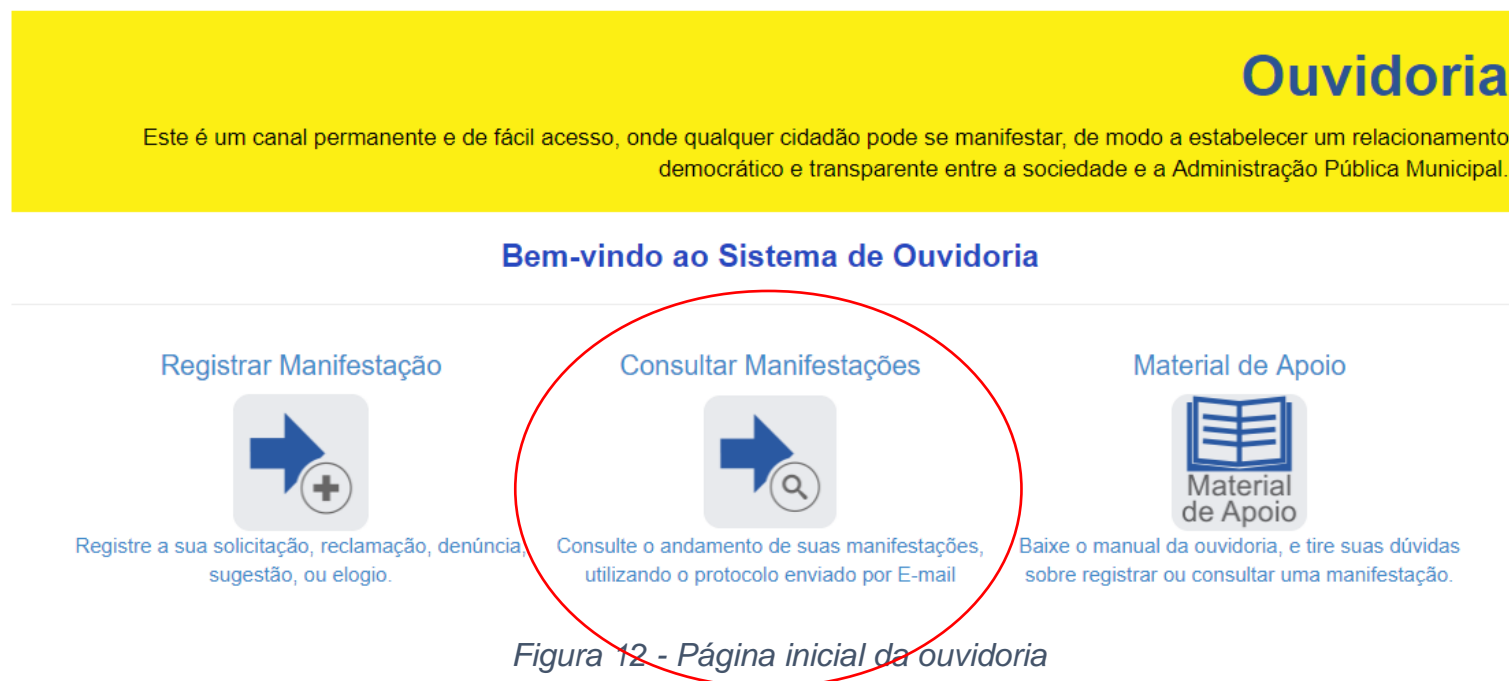 Ouvidoria
Este é um canal permanente e de fácil acesso, onde qualquer cidadão pode se manifestar, de modo a estabelecer um relacionamento
democrático e transparente entre a sociedade e a Administração Pública Municipal.
Bem-vindo ao Sistema de Ouvidoria
Registrar Manifestação
Registre a sua solicitação, reclamação, denúncia,
sugestão, ou elogio.
Consultar Manifestações
Consulte o andamento de suas manifestações,
utilizando o protocolo enviado por E-mail
Material de Apoio
Material
de Apoio
Baixe o manual da ouvidoria, e tire suas dúvidas
sobre registrar ou consultar uma manifestação.
Figura 12 - Página inicial da ouvidoria